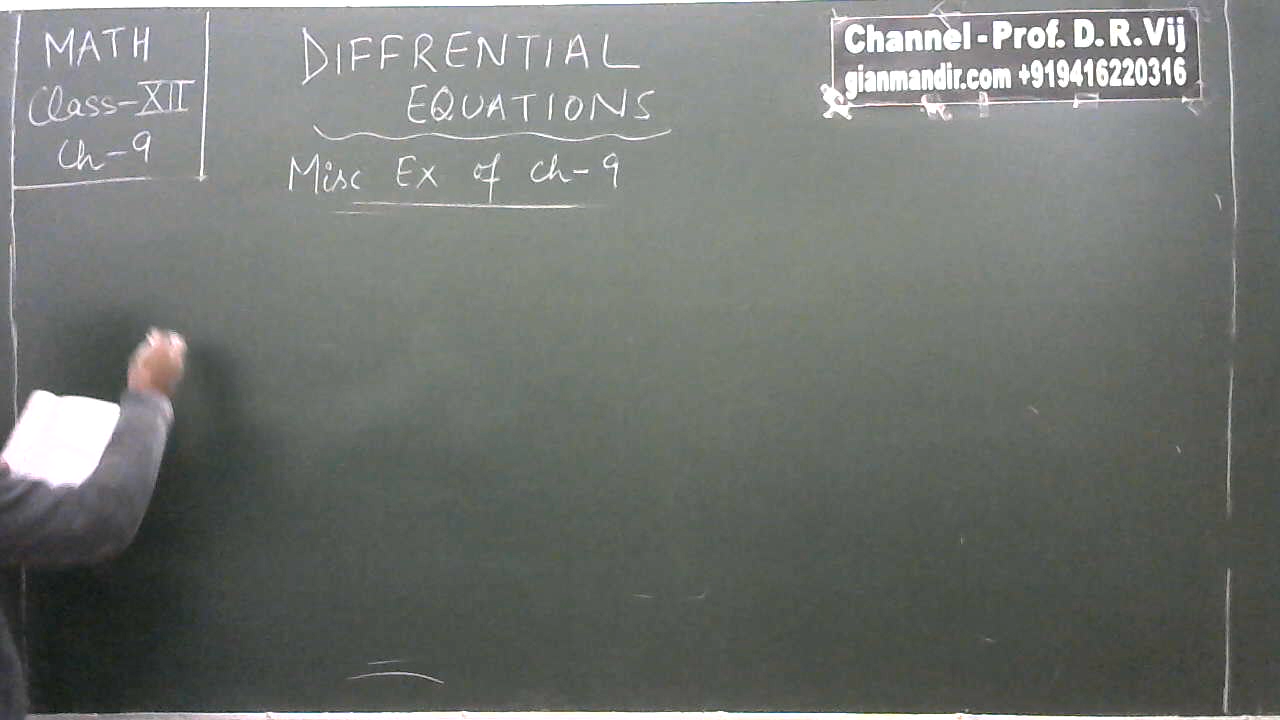 MATH
Class-XII
Ch-9
DIFFRENTIAL
EQUATIONS
Misc Ex of ch-9
Channel-Prof. D.R.Vij
gianmandir.com +919416220316